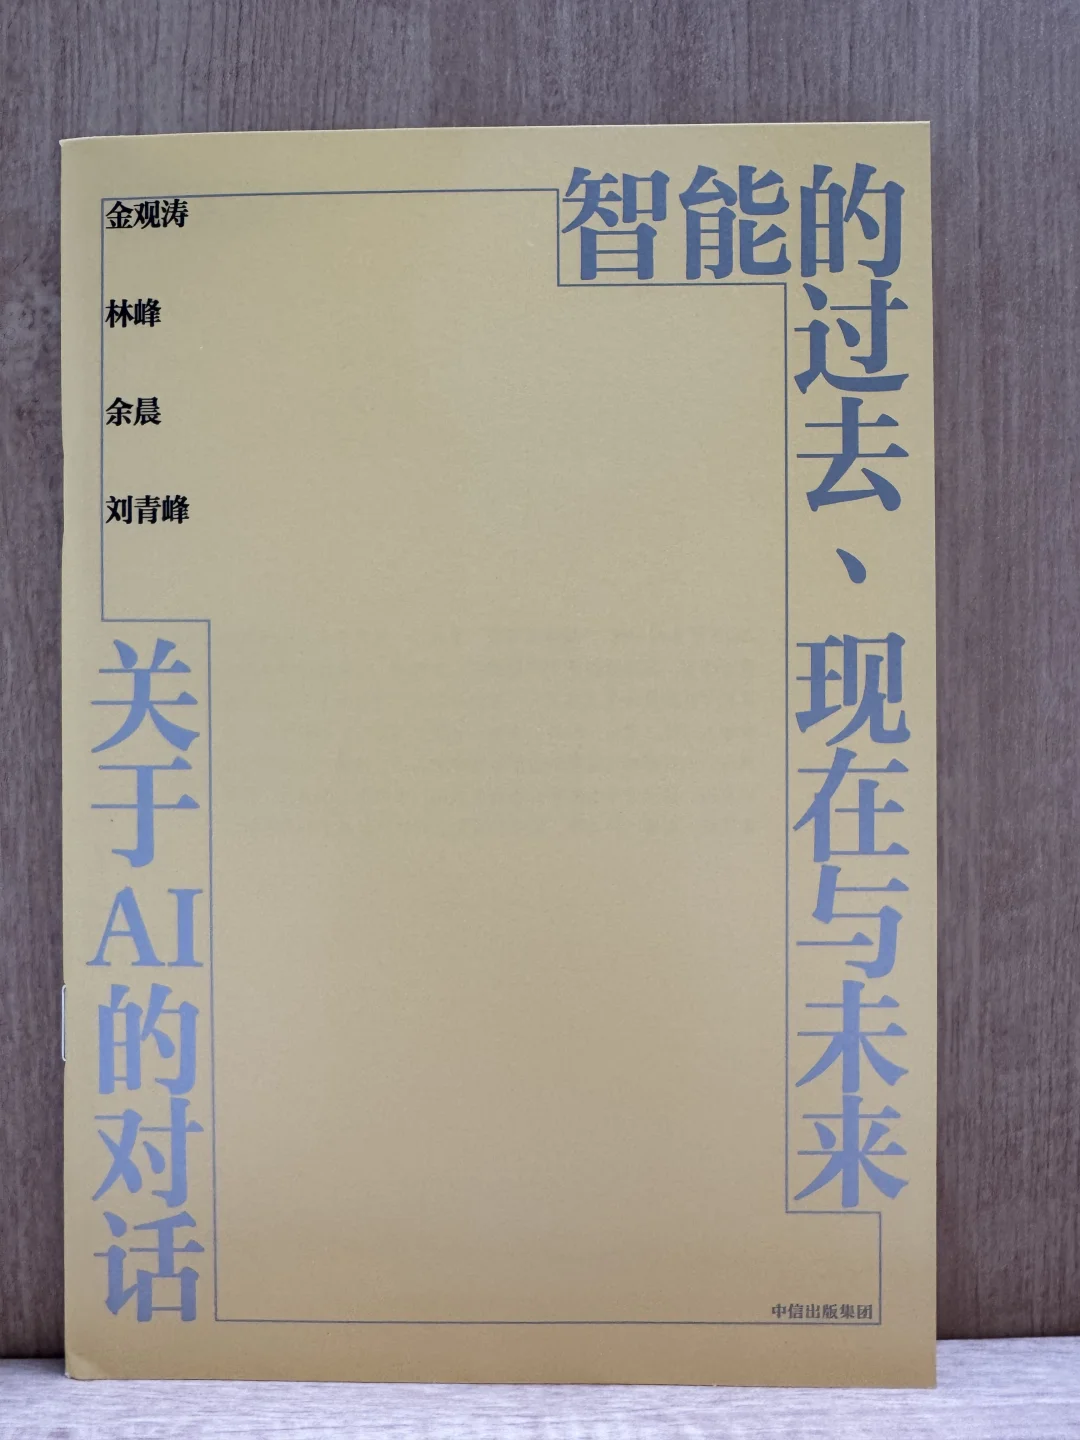 智能的过去、现在与未来
金观涛
林峰
余晨
刘青峰
关于AI的对话
中信出版集团